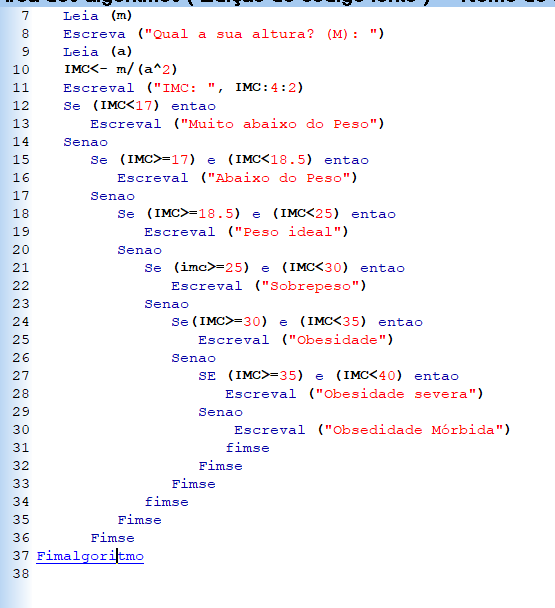 7 Leia (m)
8 Escreva ("Qual a sua altura? (M): ")
9 Leia (a)
10 IMC<- m/(a^2)
11 Escreval ("IMC: ", IMC:4:2)
12 Se (IMC<17) entao
13 Escreval ("Muito abaixo do Peso")
14 Senao
15 Se (IMC>=17) e (IMC<18.5) entao
16 Escreval ("Abaixo do Peso")
17 Senao
18 Se (IMC>=18.5) e (IMC<25) entao
19 Escreval ("Peso ideal")
20 Senao
21 Se (imc>=25) e (IMC<30) entao
22 Escreval ("Sobrepeso")
23 Senao
24 Se(IMC>=30) e (IMC<35) entao
25 Escreval ("Obesidade")
26 Senao
27 SE (IMC>=35) e (IMC<40) entao
28 Escreval ("Obesidade severa")
29 Senao
30 Escreval ("Obsedidade Mórbida")
31 fimse
32 Fimse
33 Fimse
34 fimse
35 Fimse
36 Fimse
37 Fimalgoritmo
38